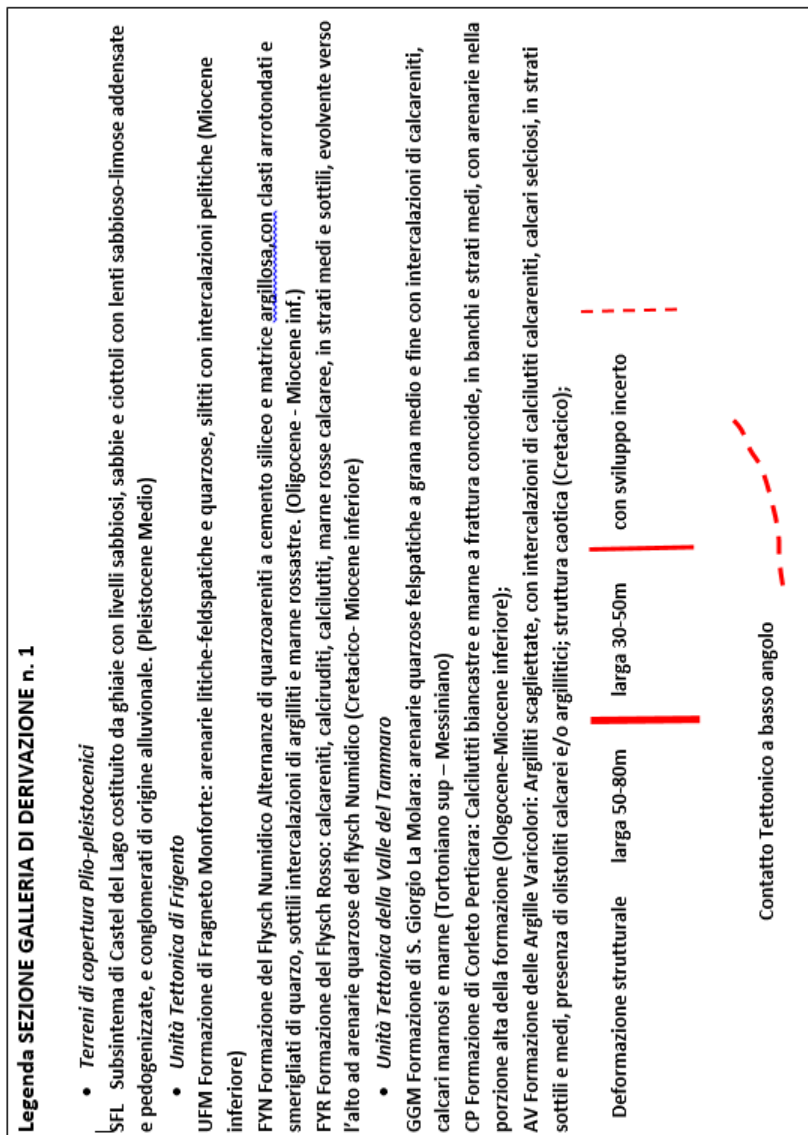 Legenda SEZIONE GALLERIA DI DERIVAZIONE n. 1
• Terreni di copertura Plio-pleistocenici
SFL Subsintema di Castel del Lago costituito da ghiaie con livelli sabbiosi, sabbie e ciottoli con lenti sabbioso-limose addensate
e pedogenizzate, e conglomerati di origine alluvionale. (Pleistocene Medio)
• Unità Tettonica di Frigento
UFM Formazione di Fragneto Monforte: arenarie litiche-feldspatiche e quarzose, siltiti con intercalazioni pelitiche (Miocene
inferiore)
FYN Formazione del Flysch Numidico Alternanze di quarzoareniti a cemento siliceo e matrice argillosa,con clasti arrotondati e
smerigliati di quarzo, sottili intercalazioni di argilliti e marne rossastre. (Oligocene - Miocene inf.)
FYR Formazione del Flysch Rosso: calcareniti, calciruditi, calcilutiti, marne rosse calcaree, in strati medi e sottili, evolvente verso
l'alto ad arenarie quarzose del flysch Numidico (Cretacico- Miocene inferiore)
• Unità Tettonica della Valle del Tammaro
GGM Formazione di S. Giorgio La Molara: arenarie quarzose felspatiche a grana medio e fine con intercalazioni di calcareniti,
calcari marnosi e marne (Tortoniano sup – Messiniano)
CP Formazione di Corleto Perticara: Calcilutiti biancastre e marne a frattura concoide, in banchi e strati medi, con arenarie nella
porzione alta della formazione (Ologocene-Miocene inferiore);
AV Formazione delle Argille Varicolori: Argilliti scagliettate, con intercalazioni di calcilutiti calcareniti, calcari selciosi, in strati
sottili e medi, presenza di olistoliti calcarei e/o argillitici; struttura caotica (Cretacico);
Deformazione strutturale larga 50-80m larga 30-50m con sviluppo incerto
Contatto Tettonico a basso angolo